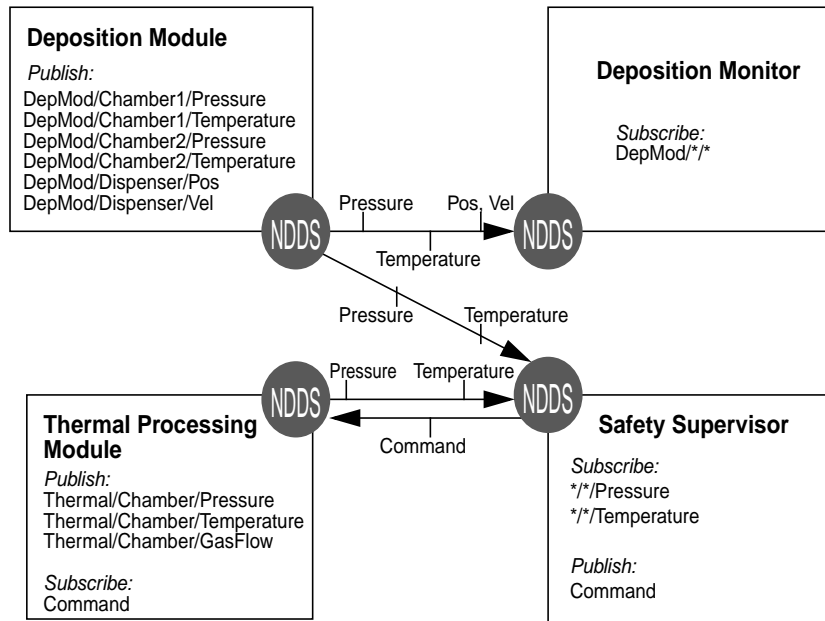 Deposition Module
Publish:
DepMod/Chamber1/Pressure
DepMod/Chamber1/Temperature
DepMod/Chamber2/Pressure
DepMod/Chamber2/Temperature
DepMod/Dispenser/Pos
DepMod/Dispenser/Vel
NDDS
Deposition Monitor
Subscribe:
DepMod/*/*
NDDS
Pressure
Pos, Vel
Temperature
Pressure
Temperature
Pressure
Temperature
Command
NDDS
Thermal Processing
Module
Publish:
Thermal/Chamber/Pressure
Thermal/Chamber/Temperature
Thermal/Chamber/GasFlow
Subscribe:
Command
NDDS
Safety Supervisor
Subscribe:
*/*/Pressure
*/*/Temperature
Publish:
Command